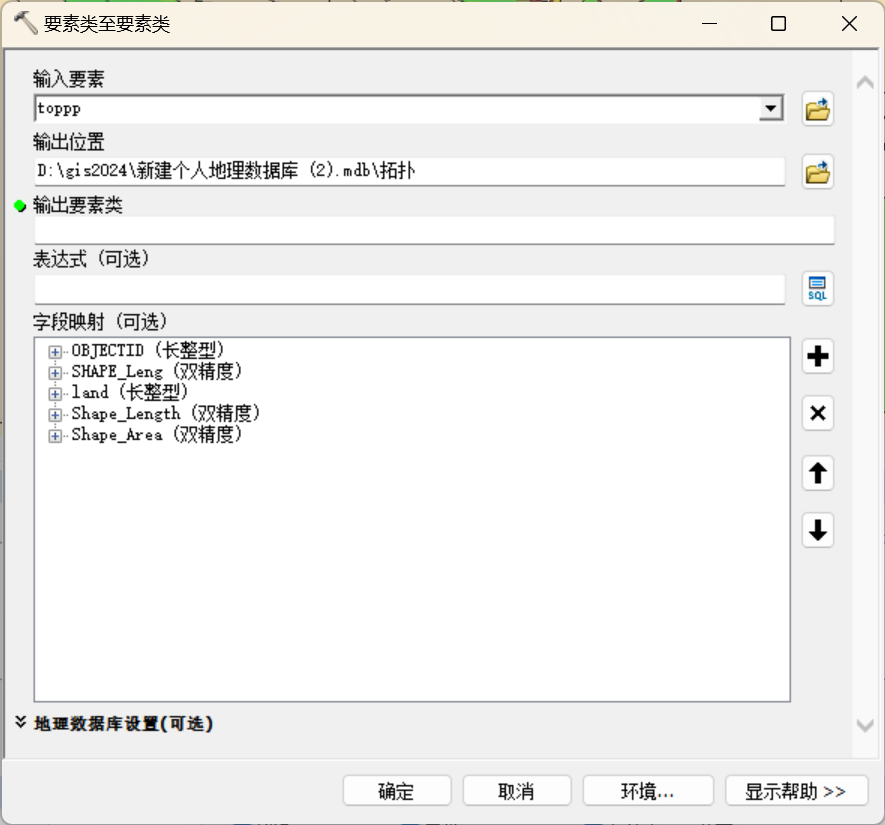 要素类至要素类
输入要素
toppp
输出位置
D:\gis2024\新建个人地理数据库 (2).mdb\拓扑
输出要素类
表达式（可选）
SQL
字段映射（可选）
OBJECTID（长整型）
SHAPE_Leng（双精度）
land（长整型）
Shape_Length（双精度）
Shape_Area（双精度）
地理数据库设置(可选)
确定 取消 环境... 显示帮助 >>